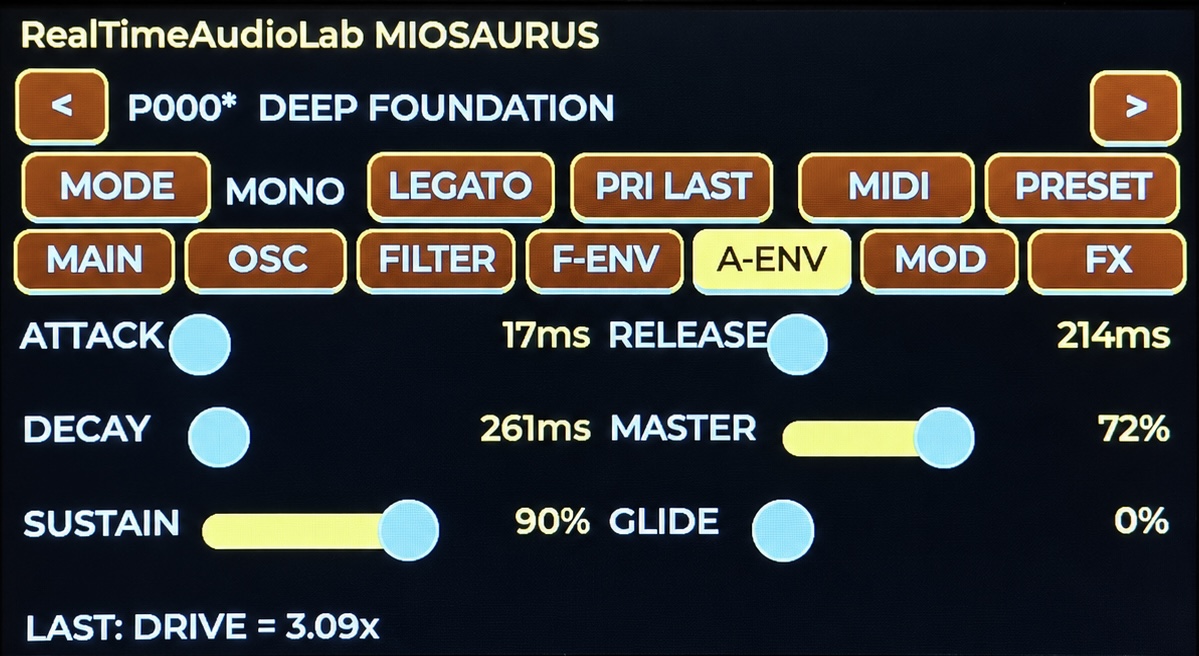 RealTimeAudioLab MIOSAURUS
< P000* DEEP FOUNDATION >
MODE MONO LEGATO PRI LAST MIDI PRESET
MAIN OSC FILTER F-ENV A-ENV MOD FX
ATTACK 17ms RELEASE 214ms
DECAY 261ms MASTER 72%
SUSTAIN 90% GLIDE 0%
LAST: DRIVE = 3.09x